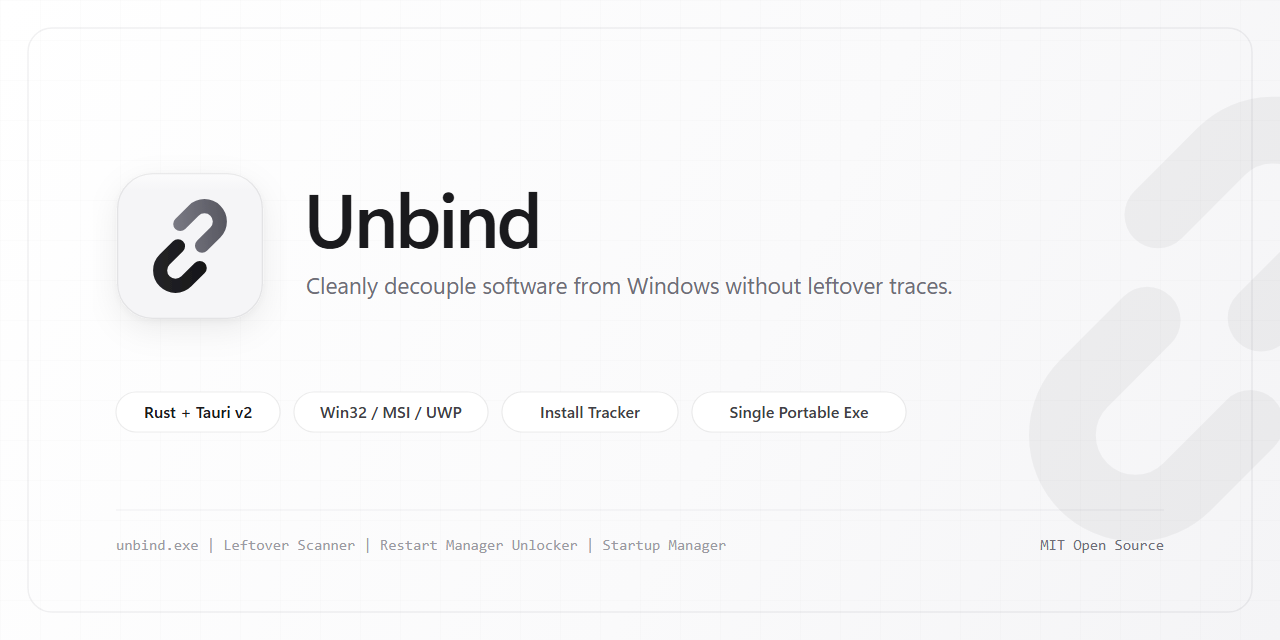 Unbind
Cleanly decouple software from Windows without leftover traces.
Rust + Tauri v2
Win32 / MSI / UWP
Install Tracker
Single Portable Exe
unbind.exe | Leftover Scanner | Restart Manager Unlocker | Startup Manager
MIT Open Source